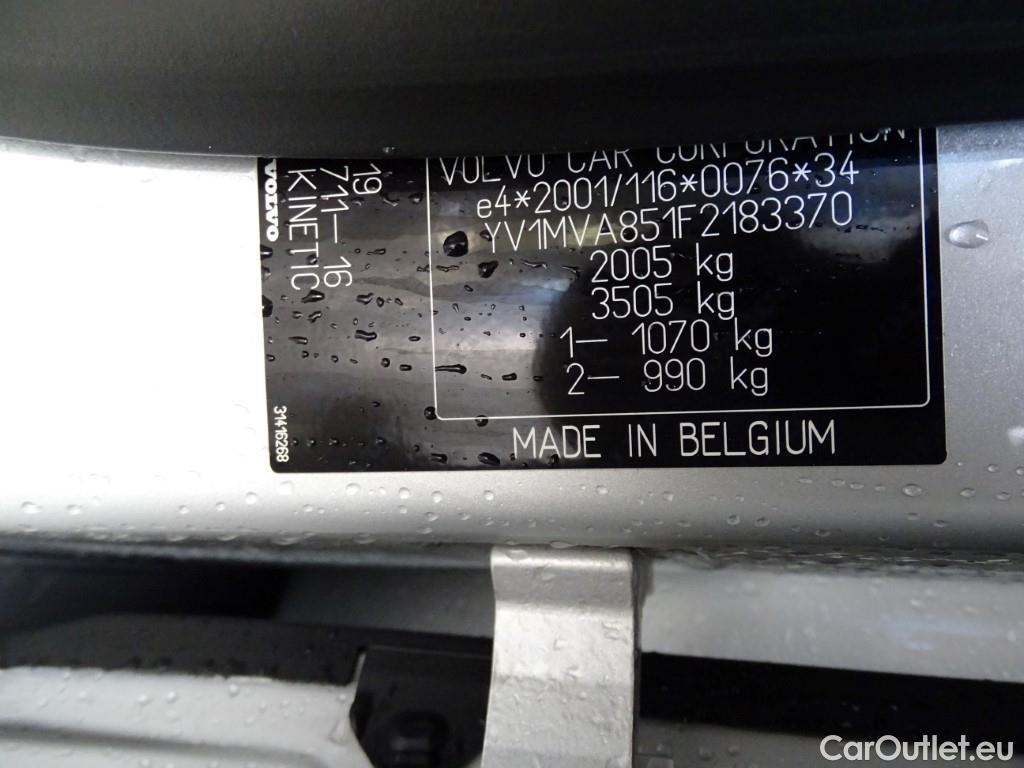 VOLVO CAR CORPORATION
e4*2001/116*0076*34
YV1MVA851F2183370
2005 kg
3505 kg
1– 1070 kg
2– 990 kg
MADE IN BELGIUM
19
711–16
KINETIC
VOLVO
31416268
CarOutlet.eu